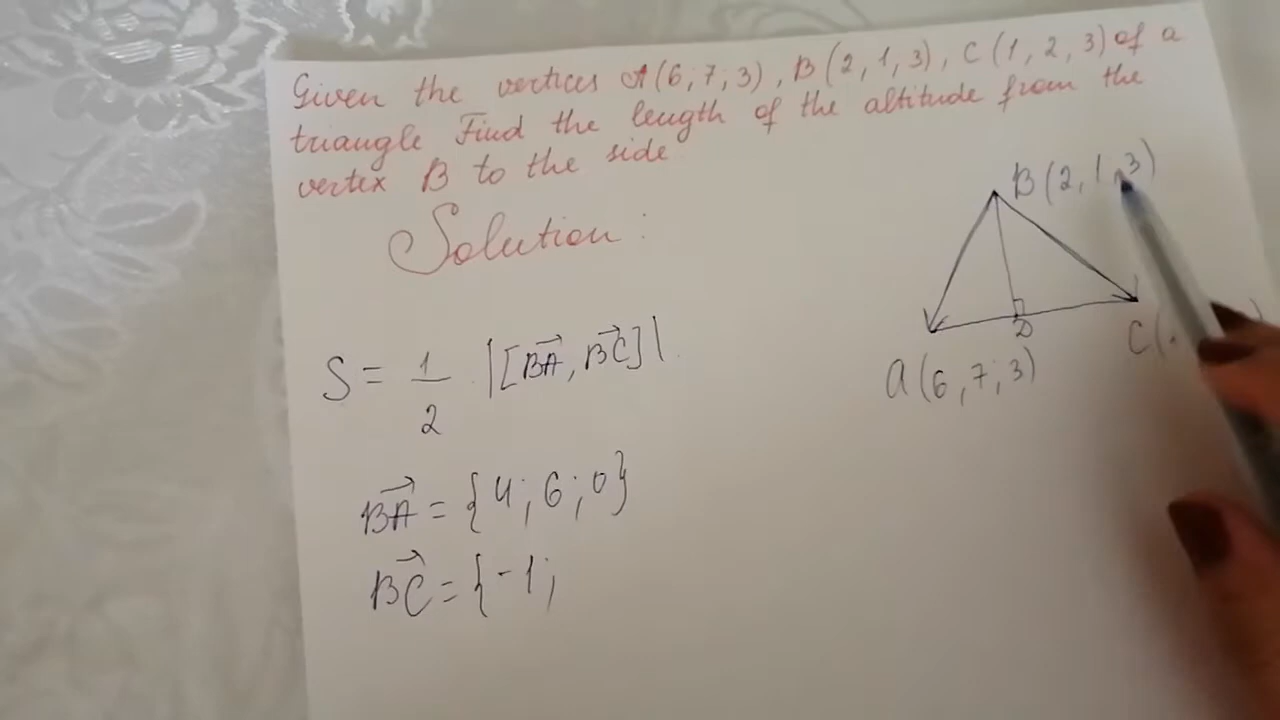 Given the vertices A(6,7,3), B(2,1,3), C(1,2,3) of a
triangle Find the length of the altitude from the
vertex B to the side
Solution:
B(2,1,3)
D
C(
A(6,7,3)
S = 1/2 · |[BA→, BC→]|
BA→ = {4; 6; 0}
BC→ = {-1;